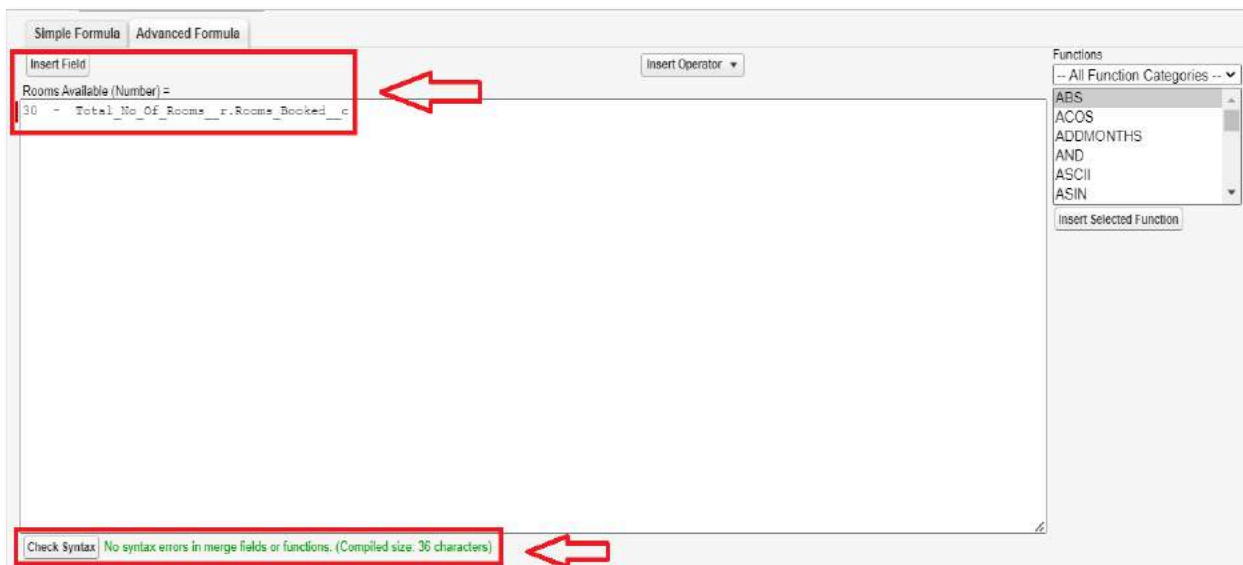 Simple Formula Advanced Formula
Insert Field
Insert Operator
Functions
-- All Function Categories --
Rooms Available (Number) =
30 - Total_No_Of_Rooms__r.Rooms_Booked__c
ABS
ACOS
ADDMONTHS
AND
ASCII
ASIN
Insert Selected Function
Check Syntax No syntax errors in merge fields or functions. (Compiled size: 36 characters)